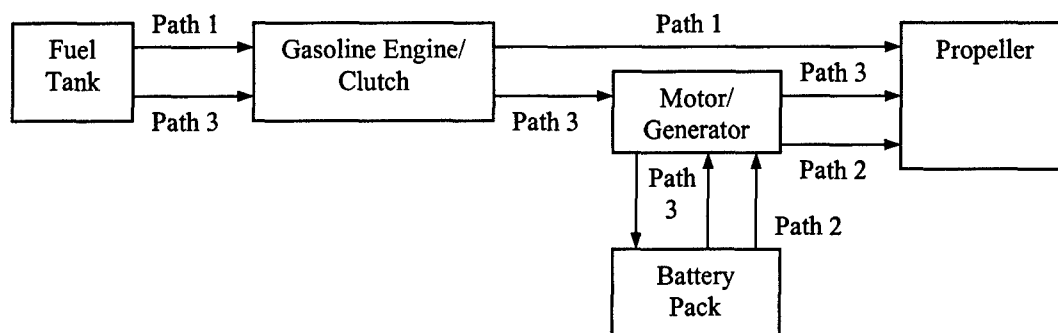 Path 1
Path 1
Fuel
Tank
Gasoline Engine/
Clutch
Propeller
Path 3
Path 3
Path 3
Motor/
Generator
Path 2
Path
3
Path 2
Battery
Pack